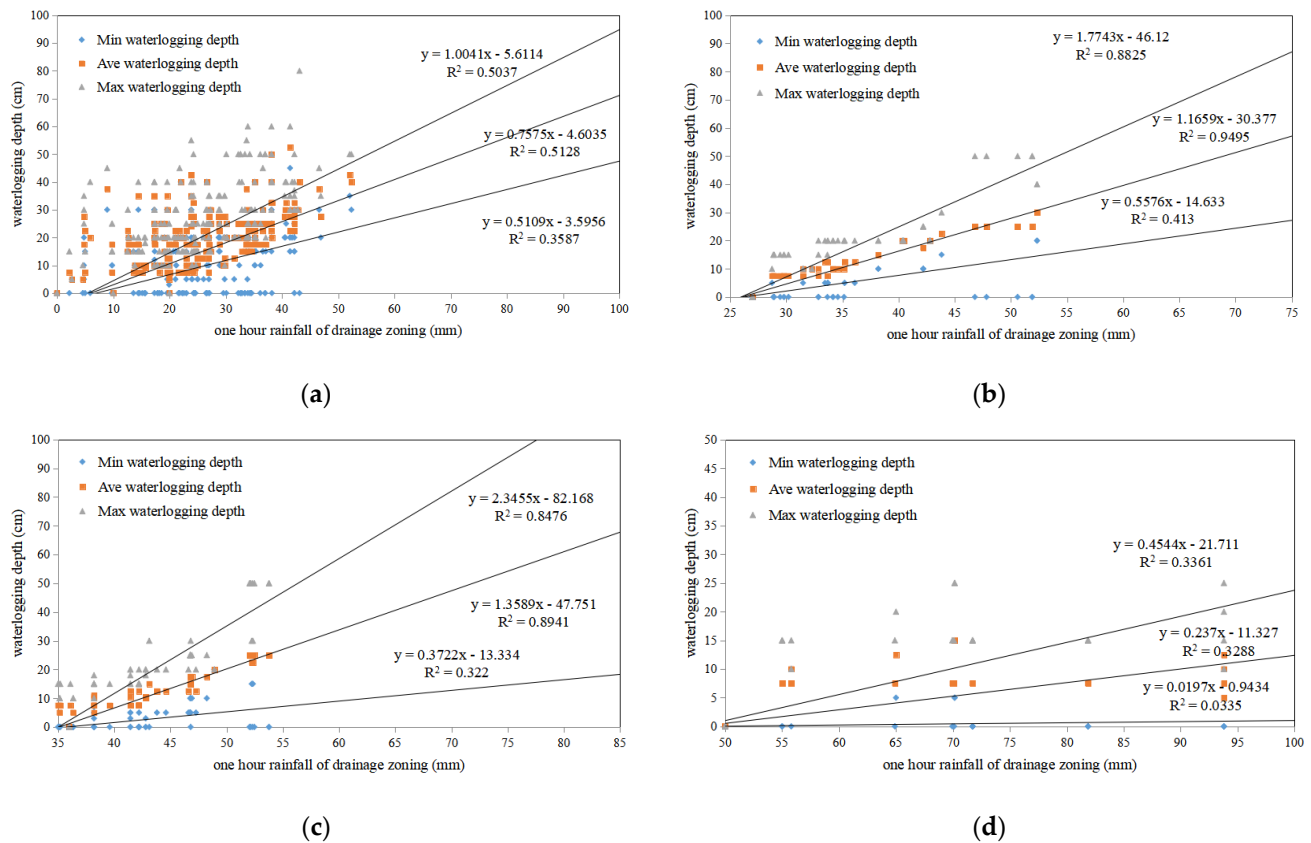 100
90
80
70
60
50
40
30
20
10
0
waterlogging depth (cm)
Min waterlogging depth
Ave waterlogging depth
Max waterlogging depth
y = 1.0041x - 5.6114
R² = 0.5037
y = 0.7575x - 4.6035
R² = 0.5128
y = 0.5109x - 3.5956
R² = 0.3587
0 20 40 60 80 100
one hour rainfall of drainage zoning (mm)
(a)
100
90
80
70
60
50
40
30
20
10
0
waterlogging depth (cm)
Min waterlogging depth
Ave waterlogging depth
Max waterlogging depth
y = 1.7743x - 46.12
R² = 0.8825
y = 1.1659x - 30.377
R² = 0.9495
y = 0.5576x - 14.633
R² = 0.413
25 30 35 40 45 50 55 60 65 70 75
one hour rainfall of drainage zoning (mm)
(b)
100
90
80
70
60
50
40
30
20
10
0
waterlogging depth (cm)
Min waterlogging depth
Ave waterlogging depth
Max waterlogging depth
y = 2.3455x - 82.168
R² = 0.8476
y = 1.3589x - 47.751
R² = 0.8941
y = 0.3722x - 13.334
R² = 0.322
35 45 55 65 75 85
one hour rainfall of drainage zoning (mm)
(c)
50
45
40
35
30
25
20
15
10
5
0
waterlogging depth (cm)
Min waterlogging depth
Ave waterlogging depth
Max waterlogging depth
y = 0.4544x - 21.711
R² = 0.3361
y = 0.237x - 11.327
R² = 0.3288
y = 0.0197x - 0.9434
R² = 0.0335
50 55 60 65 70 75 80 85 90 95 100
one hour rainfall of drainage zoning (mm)
(d)